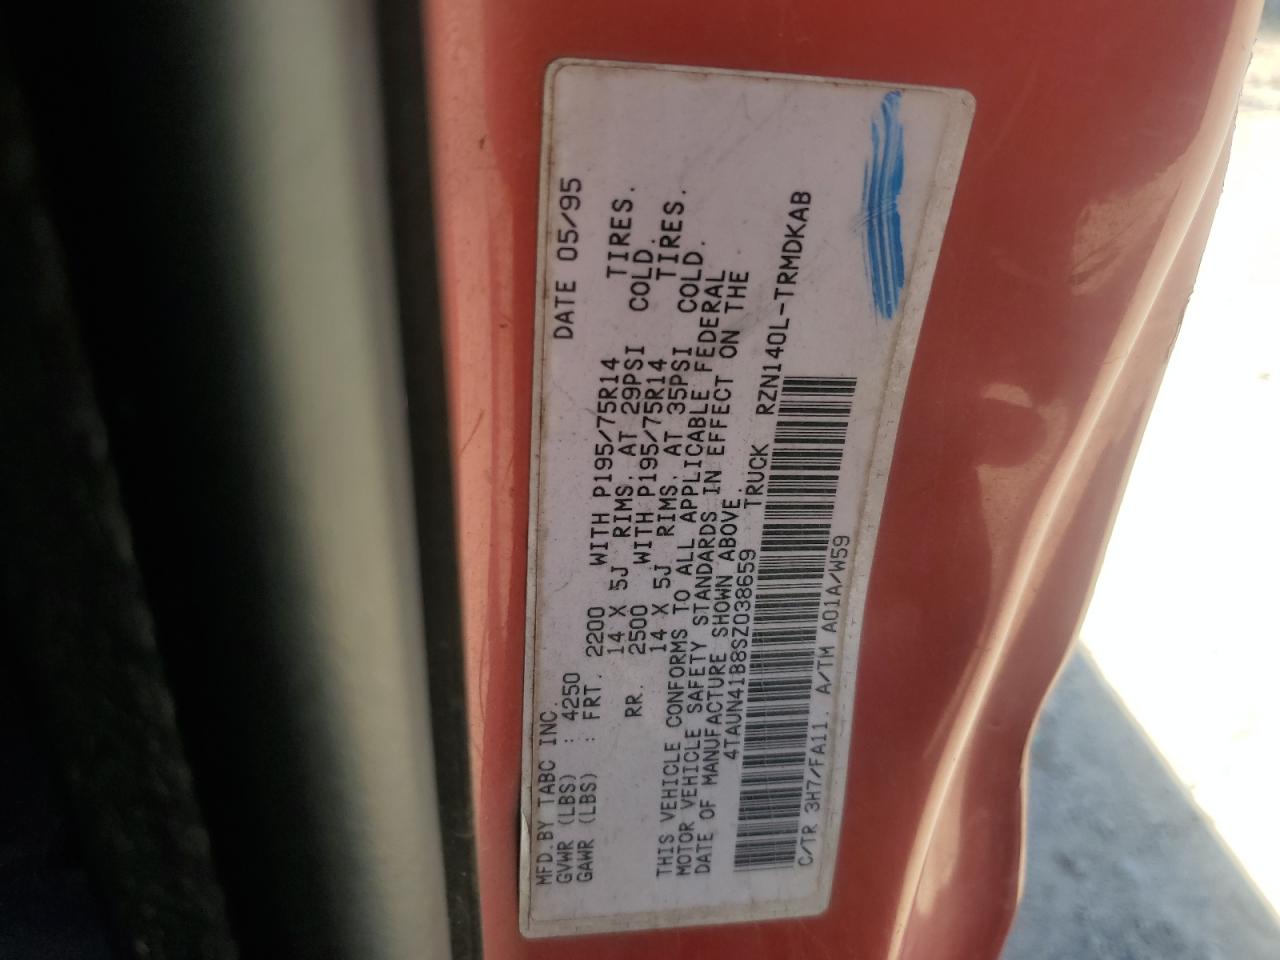 MFD. BY TABC INC. DATE 05/95
GVWR (LBS) : 4250
GAWR (LBS) : FRT. 2200 WITH P195/75R14 TIRES.
14 X 5J RIMS, AT 29PSI COLD.
RR. 2500 WITH P195/75R14 TIRES.
14 X 5J RIMS, AT 35PSI COLD.
THIS VEHICLE CONFORMS TO ALL APPLICABLE FEDERAL
MOTOR VEHICLE SAFETY STANDARDS IN EFFECT ON THE
DATE OF MANUFACTURE SHOWN ABOVE.
4TAUN41B8SZ038659 TRUCK RZN140L-TRMDKAB
C/TR 3H7/FA11 A/TM A01A/W59